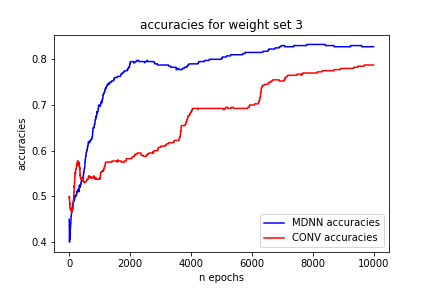 accuracies for weight set 3
accuracies
0.8
0.7
0.6
0.5
0.4
0
2000
4000
6000
8000
10000
n epochs
MDNN accuracies
CONV accuracies